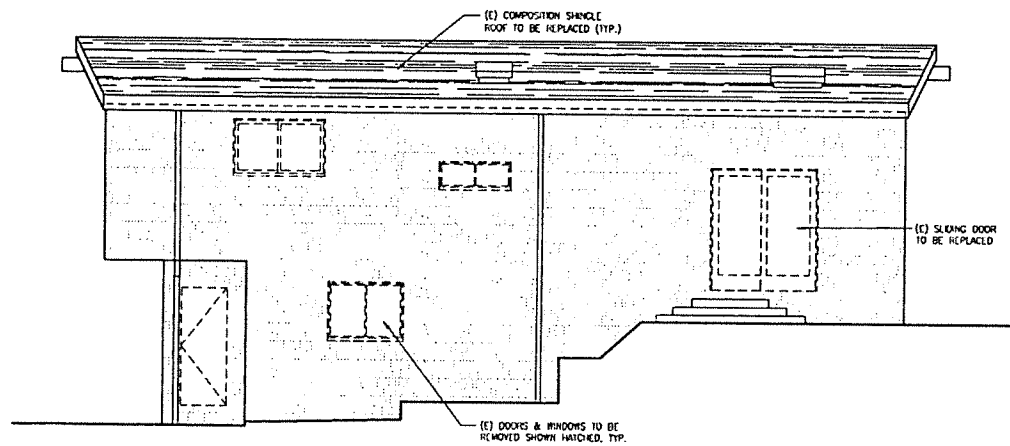 (E) COMPOSITION SHINGLE
ROOF TO BE REPLACED (TYP.)
(E) SLIDING DOOR
TO BE REPLACED
(E) DOORS & WINDOWS TO BE
REMOVED SHOWN HATCHED, TYP.